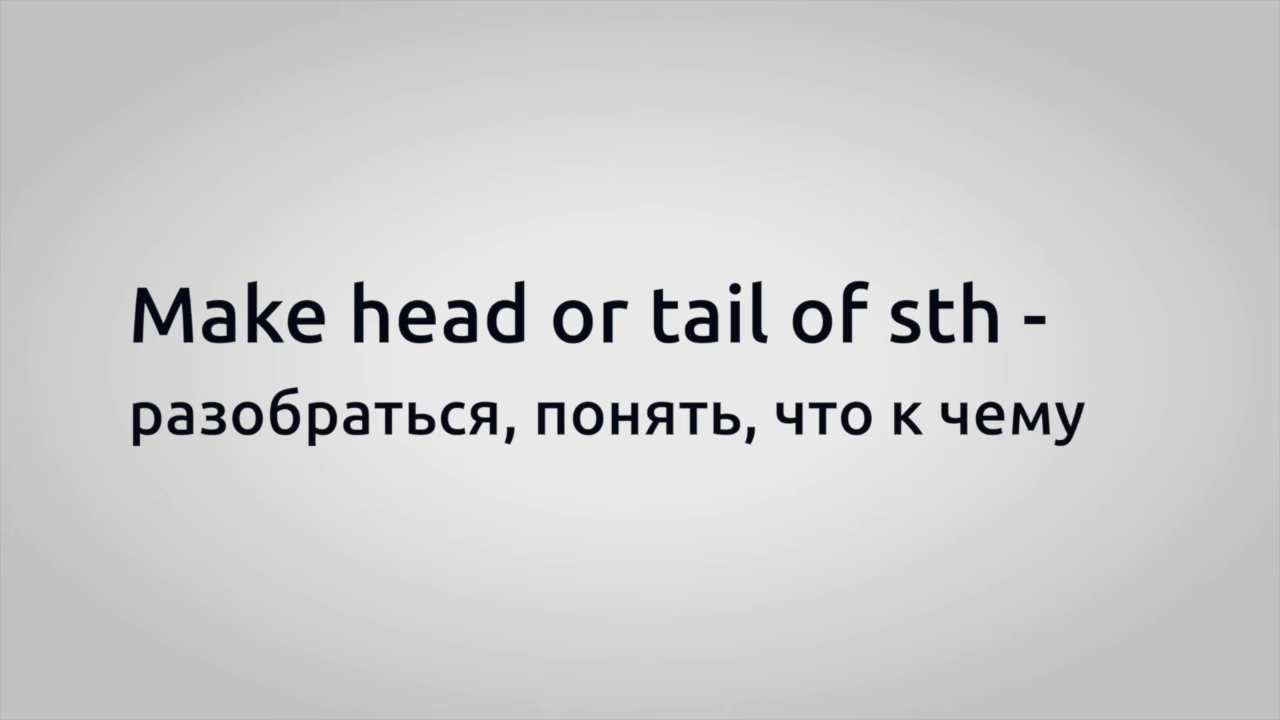 Make head or tail of sth -
разобраться, понять, что к чему